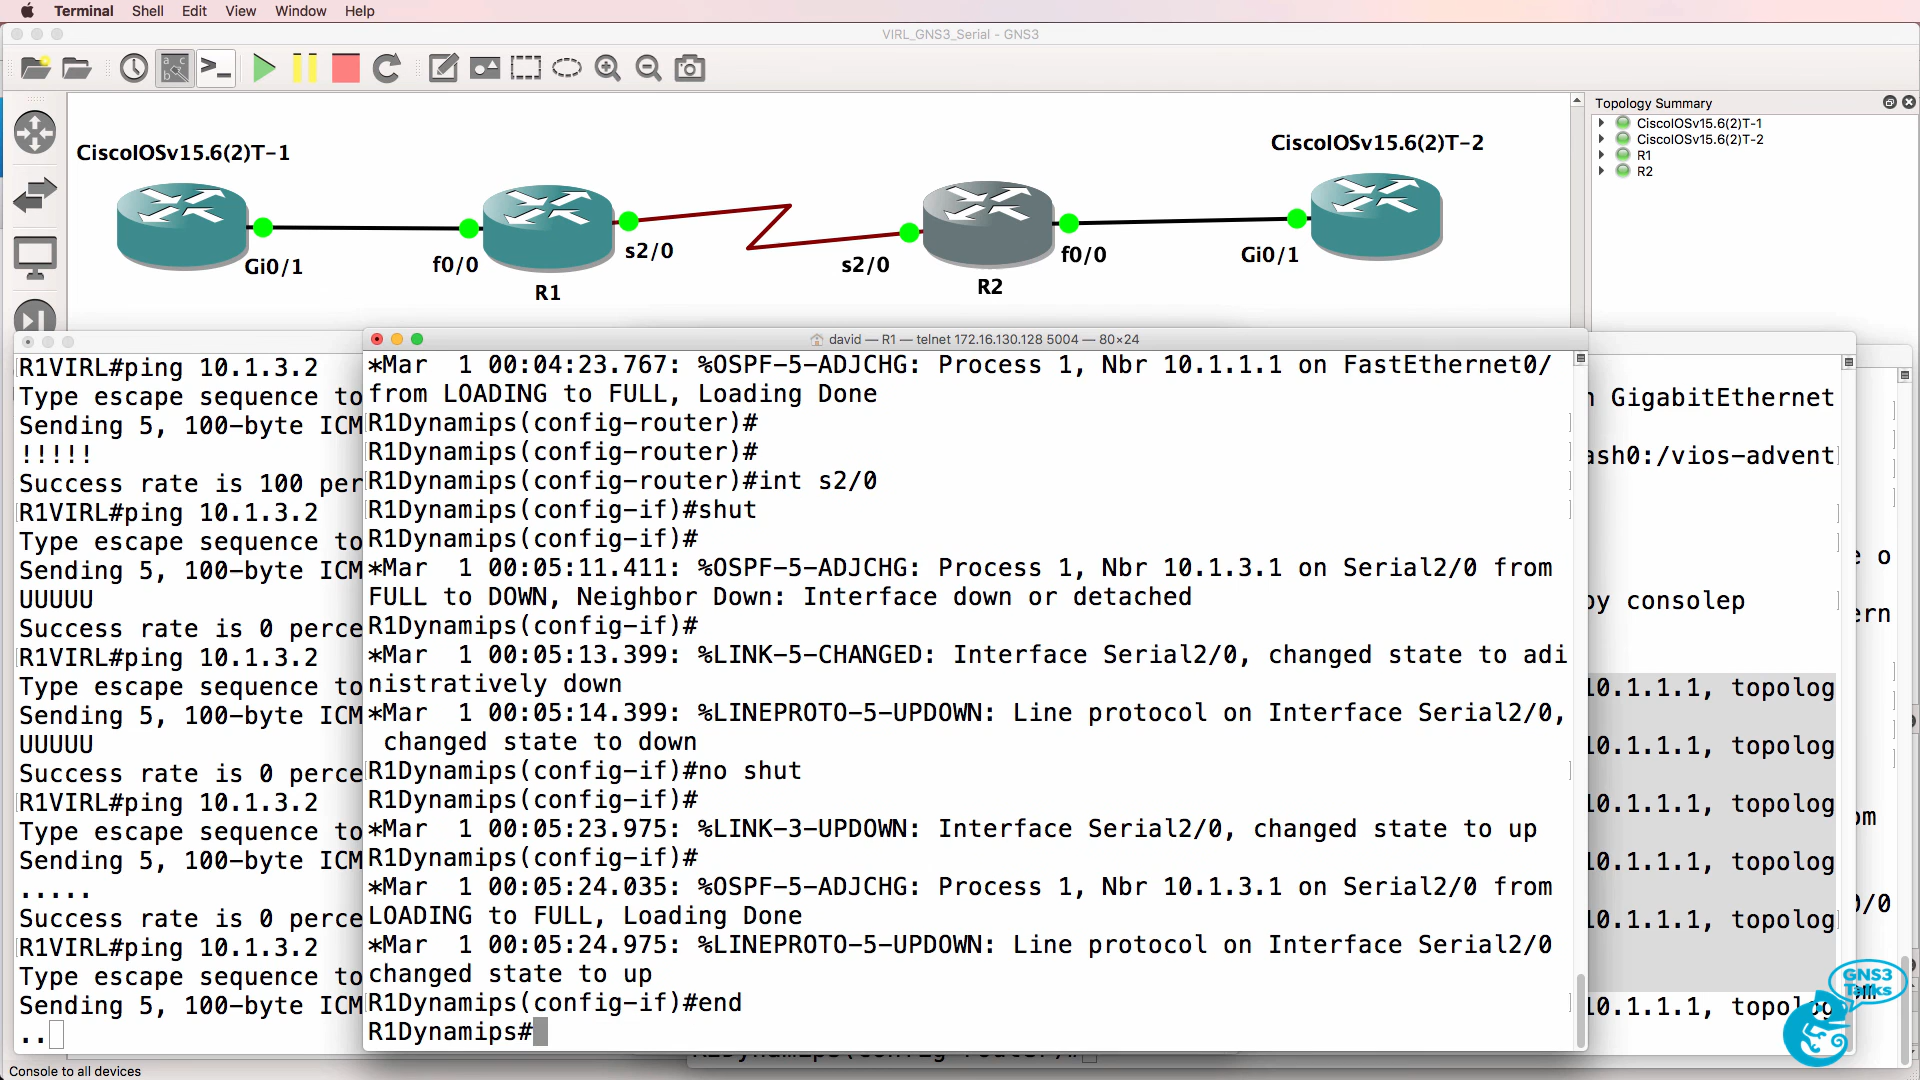 Terminal Shell Edit View Window Help
VIRL_GNS3_Serial - GNS3
Topology Summary
CiscoIOSv15.6(2)T-1
CiscoIOSv15.6(2)T-2
R1
R2
CiscoIOSv15.6(2)T-1
CiscoIOSv15.6(2)T-2
Gi0/1
f0/0
s2/0
s2/0
f0/0
Gi0/1
R1
R2
R1VIRL#ping 10.1.3.2
Type escape sequence to
Sending 5, 100-byte ICM
!!!!!
Success rate is 100 per
R1VIRL#ping 10.1.3.2
Type escape sequence to
Sending 5, 100-byte ICM
UUUUU
Success rate is 0 perce
R1VIRL#ping 10.1.3.2
Type escape sequence to
Sending 5, 100-byte ICM
UUUUU
Success rate is 0 perce
R1VIRL#ping 10.1.3.2
Type escape sequence to
Sending 5, 100-byte ICM
.....
Success rate is 0 perce
R1VIRL#ping 10.1.3.2
Type escape sequence to
Sending 5, 100-byte ICM
..
david — R1 — telnet 172.16.130.128 5004 — 80×24
*Mar  1 00:04:23.767: %OSPF-5-ADJCHG: Process 1, Nbr 10.1.1.1 on FastEthernet0/
from LOADING to FULL, Loading Done
R1Dynamips(config-router)#
R1Dynamips(config-router)#
R1Dynamips(config-router)#int s2/0
R1Dynamips(config-if)#shut
R1Dynamips(config-if)#
*Mar  1 00:05:11.411: %OSPF-5-ADJCHG: Process 1, Nbr 10.1.3.1 on Serial2/0 from
FULL to DOWN, Neighbor Down: Interface down or detached
R1Dynamips(config-if)#
*Mar  1 00:05:13.399: %LINK-5-CHANGED: Interface Serial2/0, changed state to adi
nistratively down
*Mar  1 00:05:14.399: %LINEPROTO-5-UPDOWN: Line protocol on Interface Serial2/0,
changed state to down
R1Dynamips(config-if)#no shut
R1Dynamips(config-if)#
*Mar  1 00:05:23.975: %LINK-3-UPDOWN: Interface Serial2/0, changed state to up
R1Dynamips(config-if)#
*Mar  1 00:05:24.035: %OSPF-5-ADJCHG: Process 1, Nbr 10.1.3.1 on Serial2/0 from
LOADING to FULL, Loading Done
*Mar  1 00:05:24.975: %LINEPROTO-5-UPDOWN: Line protocol on Interface Serial2/0
changed state to up
R1Dynamips(config-if)#end
R1Dynamips#
n GigabitEthernet
ash0:/vios-advent
e o
by consolep
ern
10.1.1.1, topolog
10.1.1.1, topolog
10.1.1.1, topolog
om
10.1.1.1, topolog
0/0
10.1.1.1, topolog
10.1.1.1, topolog
GNS3
Talks
Console to all devices